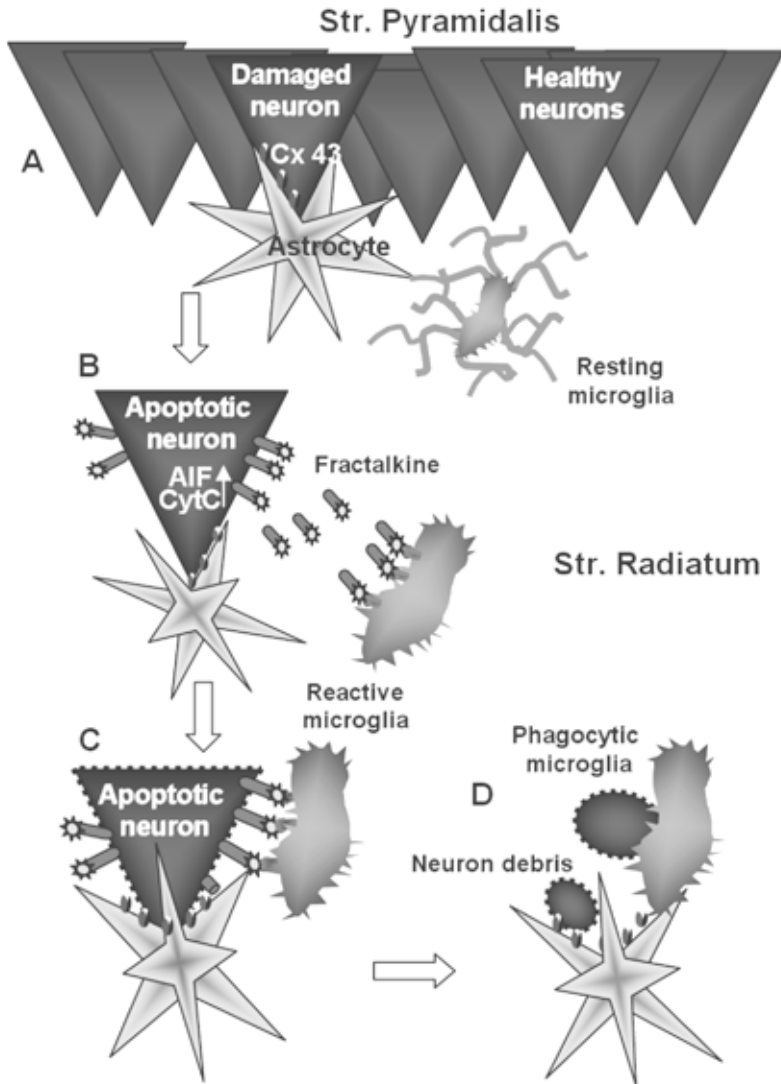 Str. Pyramidalis
Damaged
neuron
Healthy
neurons
A
Cx 43
Astrocyte
Resting
microglia
B
Apoptotic
neuron
AIF
CytC
Fractalkine
Str. Radiatum
Reactive
microglia
C
Apoptotic
neuron
Phagocytic
microglia
D
Neuron debris